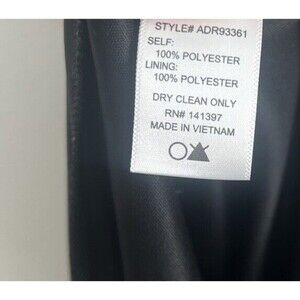 STYLE# ADR93361
SELF:
100% POLYESTER
LINING:
100% POLYESTER
DRY CLEAN ONLY
RN# 141397
MADE IN VIETNAM